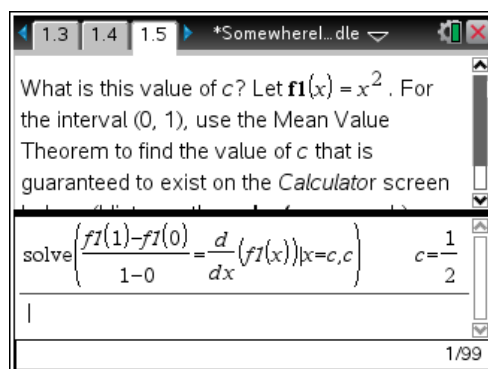 1.3 1.4 1.5 *Somewherel…dle
What is this value of c? Let f1(x) = x². For
the interval (0, 1), use the Mean Value
Theorem to find the value of c that is
guaranteed to exist on the Calculator screen
solve(f1(1)-f1(0)/1-0=d/dx(f1(x))|x=c,c) c=1/2
1/99